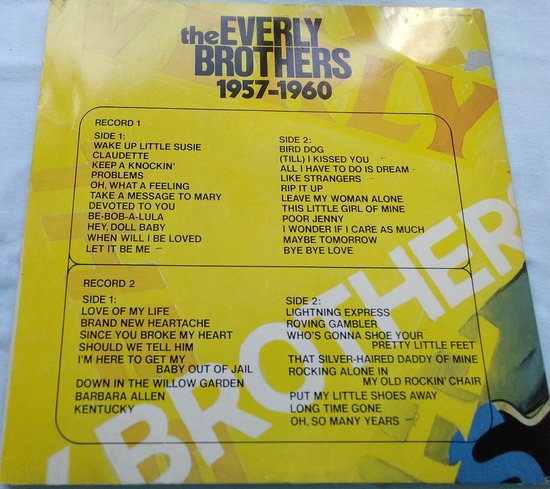 the EVERLY
BROTHERS
1957-1960
RECORD 1
SIDE 1:
WAKE UP LITTLE SUSIE
CLAUDETTE
KEEP A KNOCKIN'
PROBLEMS
OH, WHAT A FEELING
TAKE A MESSAGE TO MARY
DEVOTED TO YOU
BE-BOB-A-LULA
HEY, DOLL BABY
WHEN WILL I BE LOVED
LET IT BE ME
SIDE 2:
BIRD DOG
(TILL) I KISSED YOU
ALL I HAVE TO DO IS DREAM
LIKE STRANGERS
RIP IT UP
LEAVE MY WOMAN ALONE
THIS LITTLE GIRL OF MINE
POOR JENNY
I WONDER IF I CARE AS MUCH
MAYBE TOMORROW
BYE BYE LOVE
RECORD 2
SIDE 1:
LOVE OF MY LIFE
BRAND NEW HEARTACHE
SINCE YOU BROKE MY HEART
SHOULD WE TELL HIM
I'M HERE TO GET MY
BABY OUT OF JAIL
DOWN IN THE WILLOW GARDEN
BARBARA ALLEN
KENTUCKY
SIDE 2:
LIGHTNING EXPRESS
ROVING GAMBLER
WHO'S GONNA SHOE YOUR
PRETTY LITTLE FEET
THAT SILVER-HAIRED DADDY OF MINE
ROCKING ALONE IN
MY OLD ROCKIN' CHAIR
PUT MY LITTLE SHOES AWAY
LONG TIME GONE
OH, SO MANY YEARS
LY
BROTHER